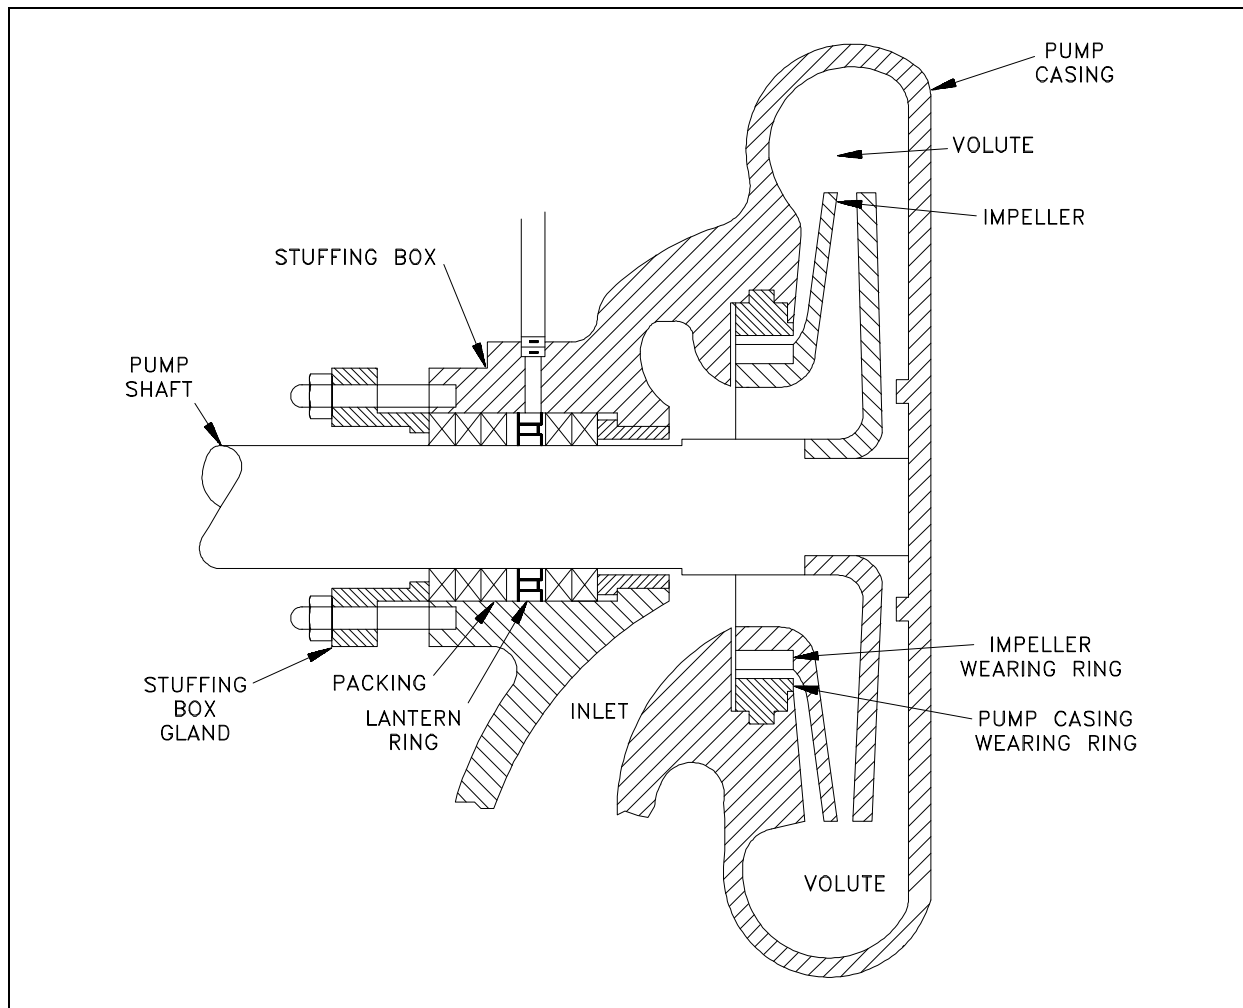 PUMP
CASING
VOLUTE
IMPELLER
STUFFING BOX
PUMP
SHAFT
IMPELLER
WEARING RING
STUFFING
BOX
GLAND
PACKING
LANTERN
RING
INLET
PUMP CASING
WEARING RING
VOLUTE